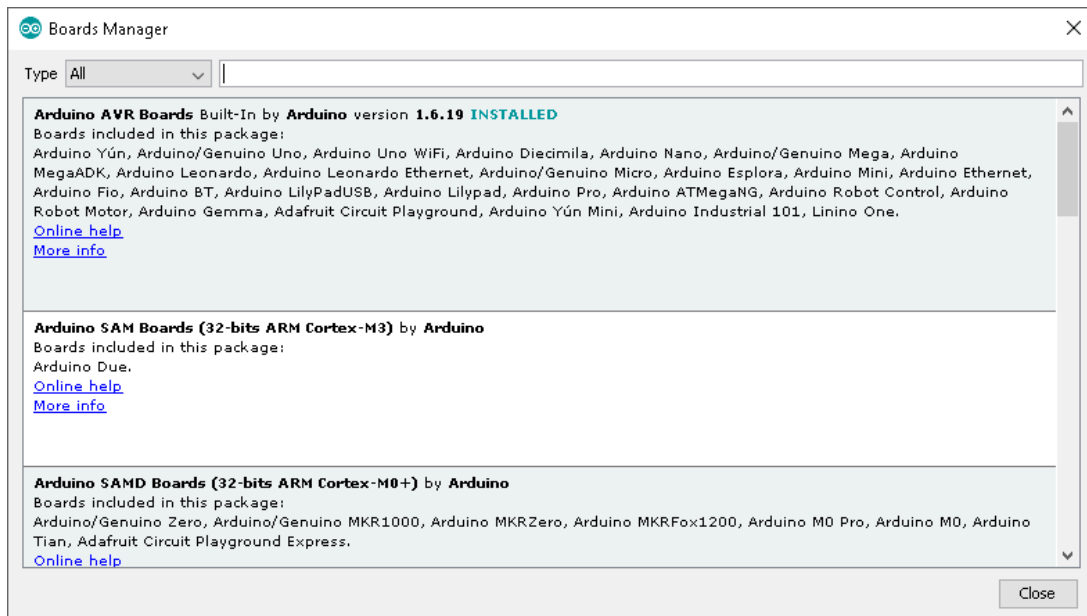 Boards Manager
Type All
Arduino AVR Boards Built-In by Arduino version 1.6.19 INSTALLED
Boards included in this package:
Arduino Yún, Arduino/Genuino Uno, Arduino Uno WiFi, Arduino Diecimila, Arduino Nano, Arduino/Genuino Mega, Arduino
MegaADK, Arduino Leonardo, Arduino Leonardo Ethernet, Arduino/Genuino Micro, Arduino Esplora, Arduino Mini, Arduino Ethernet,
Arduino Fio, Arduino BT, Arduino LilyPadUSB, Arduino Lilypad, Arduino Pro, Arduino ATMegaNG, Arduino Robot Control, Arduino
Robot Motor, Arduino Gemma, Adafruit Circuit Playground, Arduino Yún Mini, Arduino Industrial 101, Linino One.
Online help
More info
Arduino SAM Boards (32-bits ARM Cortex-M3) by Arduino
Boards included in this package:
Arduino Due.
Online help
More info
Arduino SAMD Boards (32-bits ARM Cortex-M0+) by Arduino
Boards included in this package:
Arduino/Genuino Zero, Arduino/Genuino MKR1000, Arduino MKRZero, Arduino MKRFox1200, Arduino M0 Pro, Arduino M0, Arduino
Tian, Adafruit Circuit Playground Express.
Online help
Close